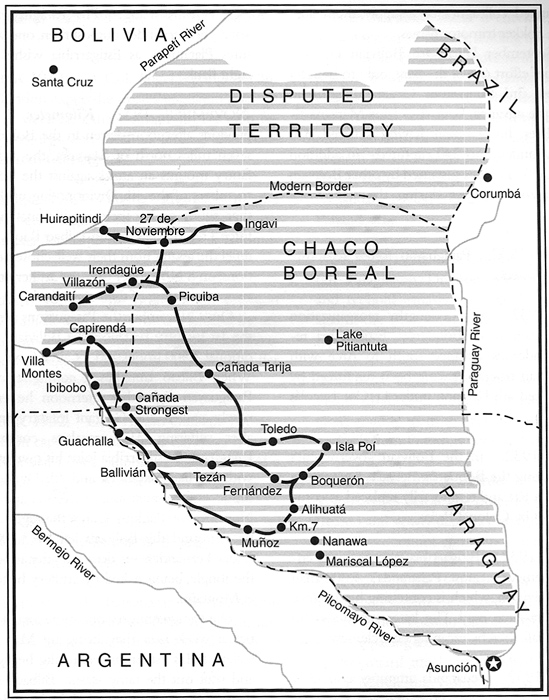 BOLIVIA
Parapetí River
BRAZIL
Santa Cruz
DISPUTED
TERRITORY
Corumbá
Modern Border
Huirapitindi
27 de
Noviembre
Ingavi
CHACO
BOREAL
Irendagüe
Villazón
Carandaití
Picuiba
Paraguay River
Capirendá
Lake
Pitiantuta
Villa
Montes
Cañada Tarija
Ibibobo
Cañada
Strongest
Toledo
Isla Poí
Guachalla
Ballivián
Tezán
Fernández
Boquerón
PARAGUAY
Alihuatá
Km.7
Muñoz
Nanawa
Mariscal López
Bermejo River
Pilcomayo River
ARGENTINA
Asunción